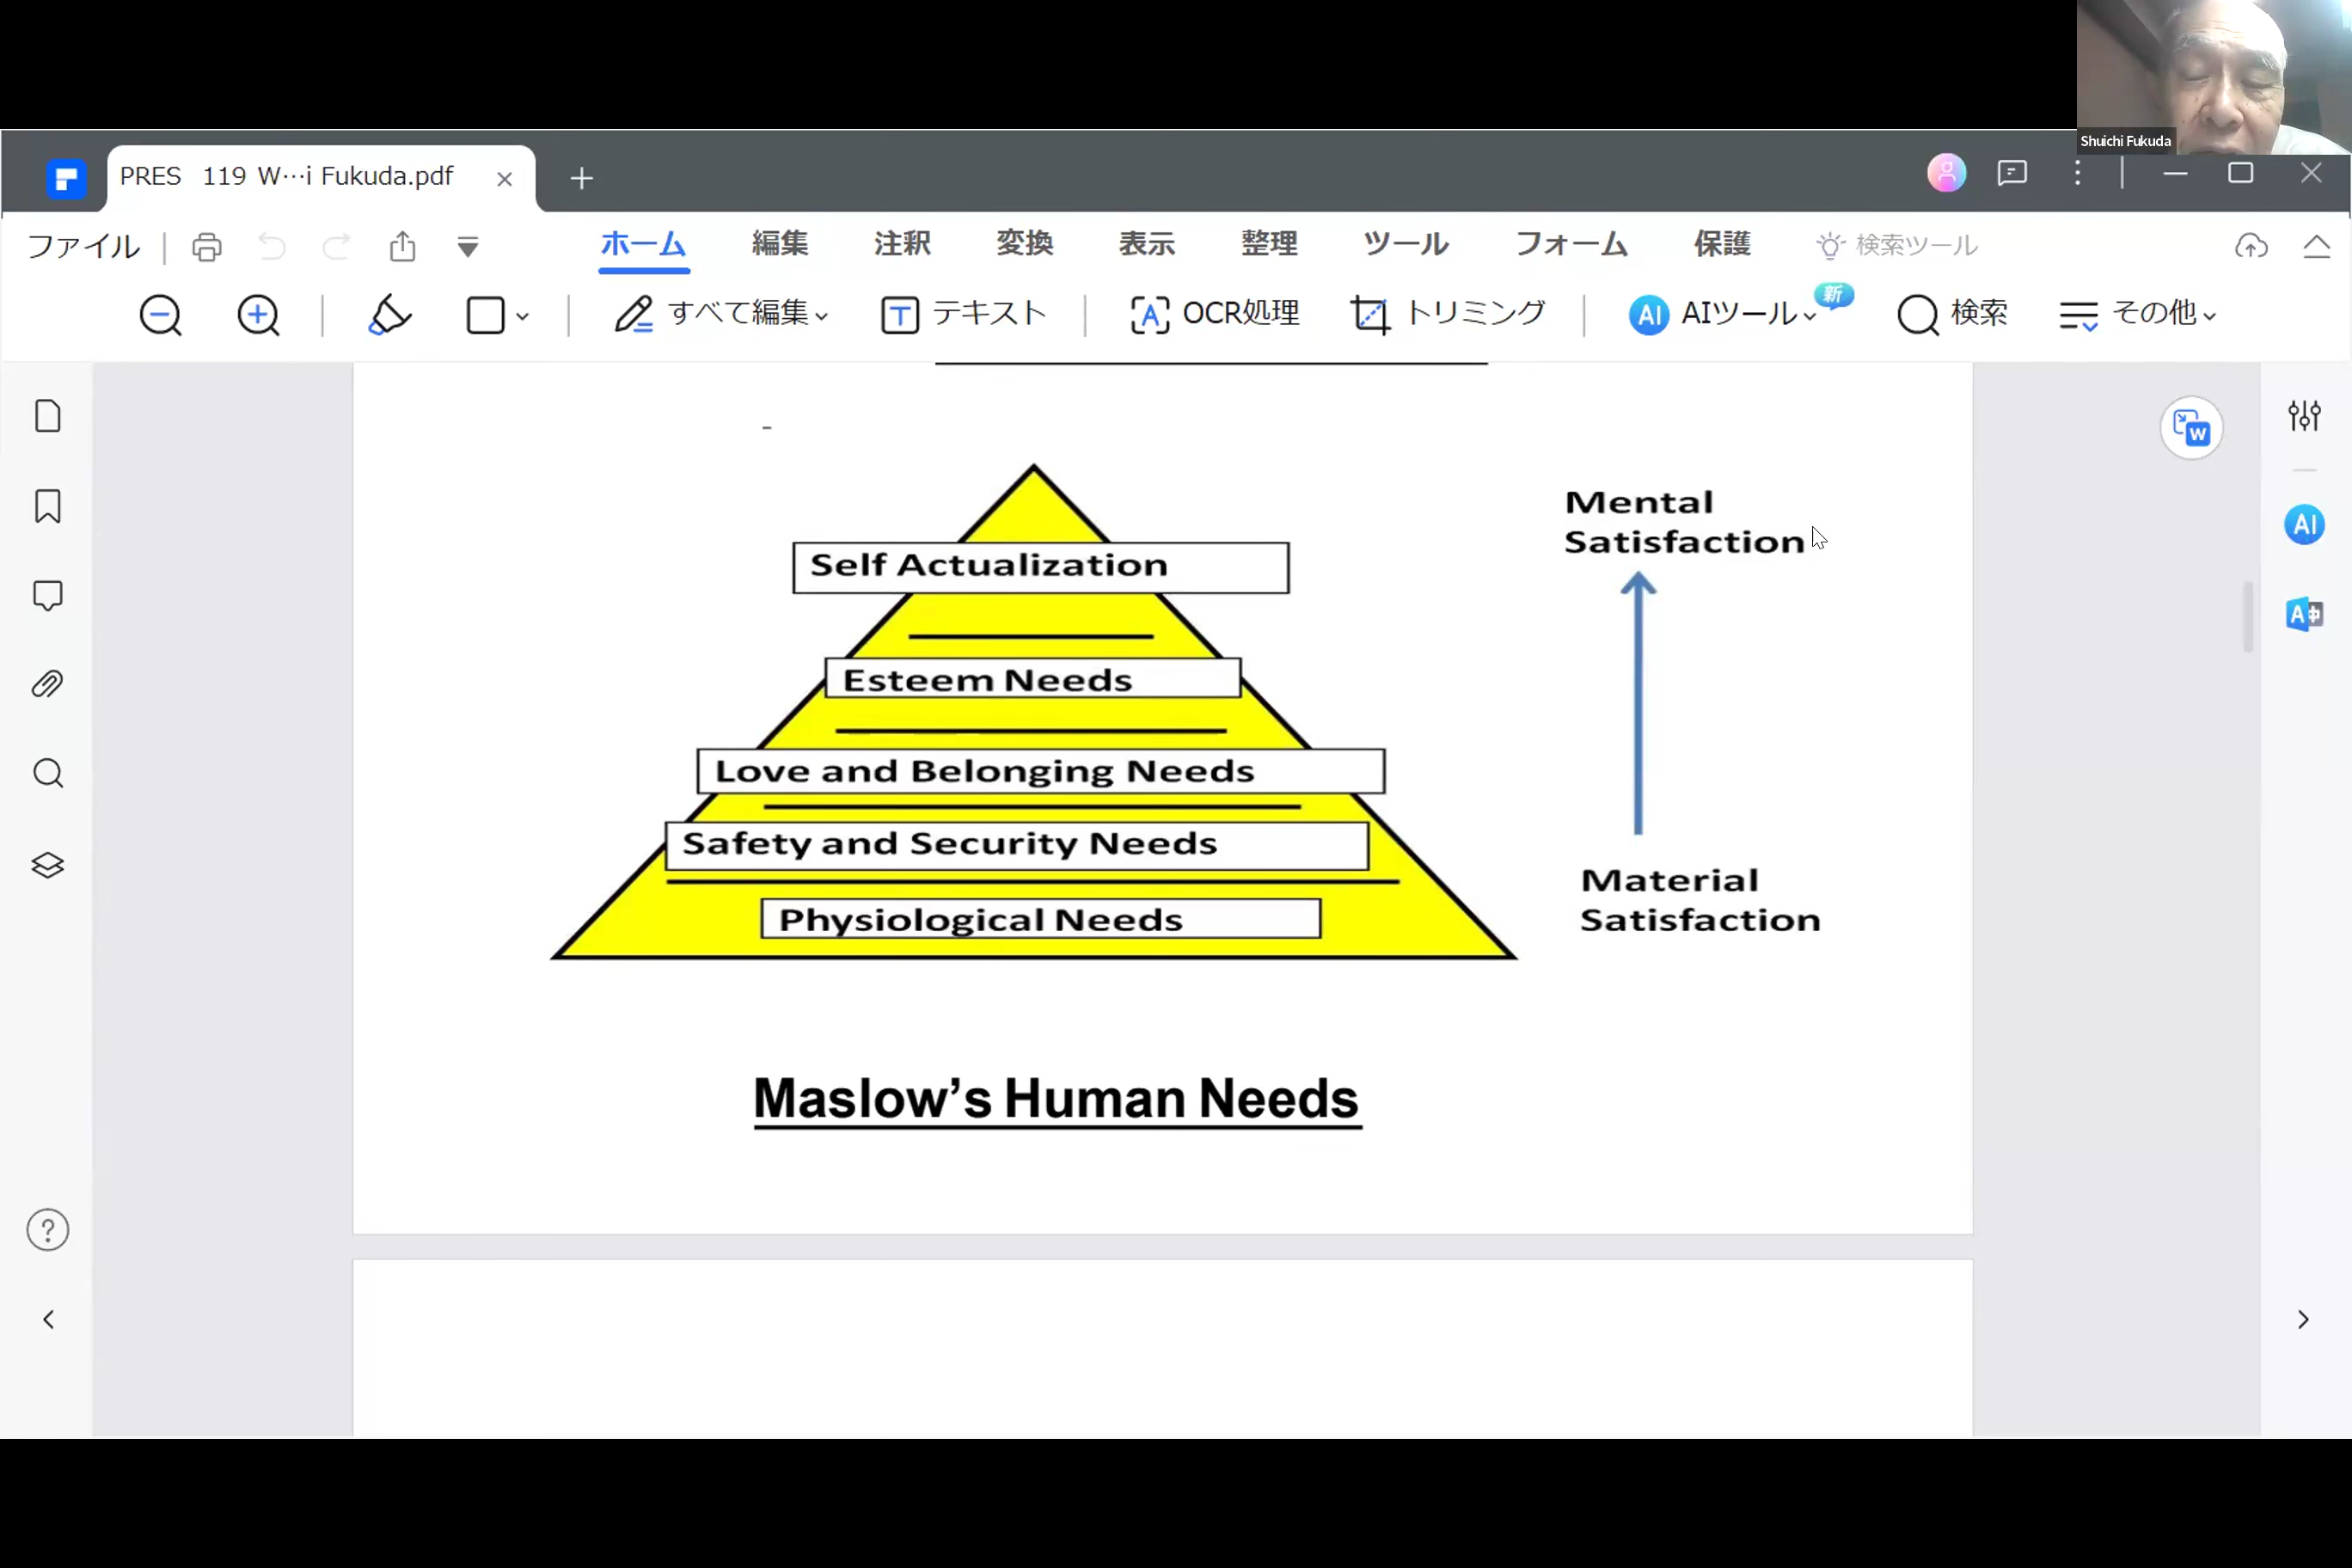 Shuichi Fukuda
PRES 119 W…i Fukuda.pdf
ファイル ホーム 編集 注釈 変換 表示 整理 ツール フォーム 保護 検索ツール
すべて編集 T テキスト A OCR処理 トリミング AI AIツール 新 検索 その他
W
AI
A中
-
Self Actualization
Esteem Needs
Love and Belonging Needs
Safety and Security Needs
Physiological Needs
Mental
Satisfaction
Material
Satisfaction
Maslow’s Human Needs
?